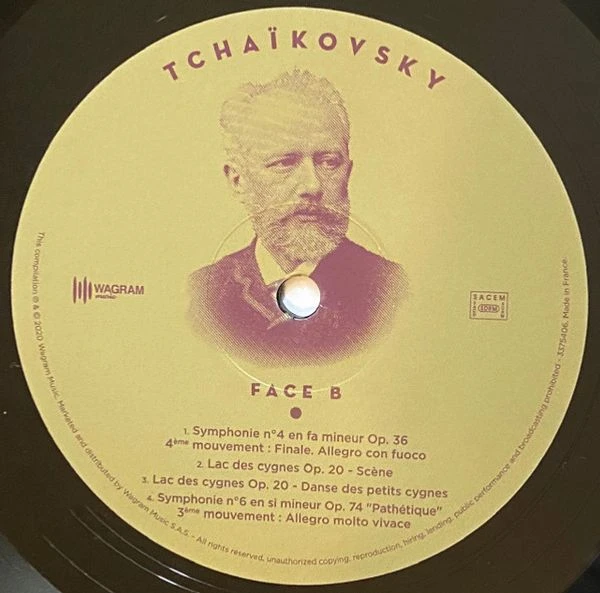 TCHAÏKOVSKY
WAGRAM
music
SACEM
SDRM
FACE B
1. Symphonie n°4 en fa mineur Op. 36
4ème mouvement : Finale. Allegro con fuoco
2. Lac des cygnes Op. 20 - Scène
3. Lac des cygnes Op. 20 - Danse des petits cygnes
4. Symphonie n°6 en si mineur Op. 74 "Pathétique"
3ème mouvement : Allegro molto vivace
This compilation ℗ & © 2020 Wagram Music. Marketed and distributed by Wagram Music S.A.S. - All rights reserved, unauthorized copying, reproduction, hiring, lending, public performance and broadcasting prohibited - 3375406. Made in France.